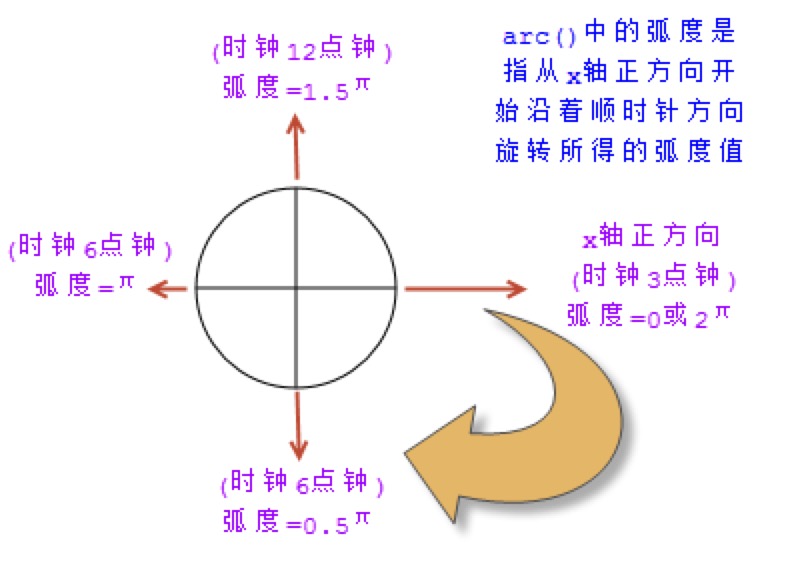 (时钟12点钟)
弧度=1.5π
arc()中的弧度是
指从x轴正方向开
始沿着顺时针方向
旋转所得的弧度值
(时钟6点钟)
弧度=π
x轴正方向
(时钟3点钟)
弧度=0或2π
(时钟6点钟)
弧度=0.5π